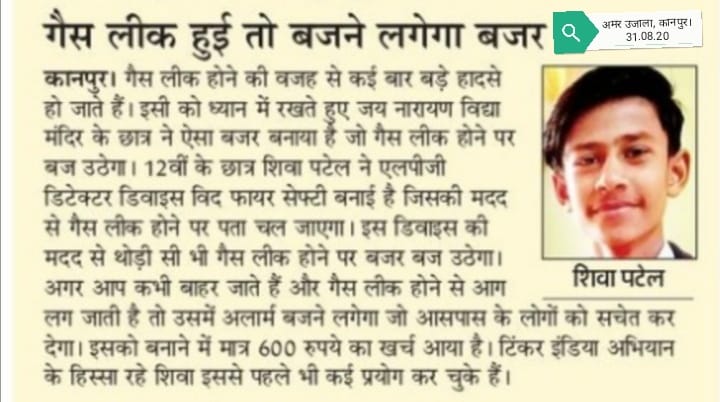 गैस लीक हुई तो बजने लगेगा बजर
अमर उजाला, कानपुर।
31.08.20
कानपुर। गैस लीक होने की वजह से कई बार बड़े हादसे
हो जाते हैं। इसी को ध्यान में रखते हुए जय नारायण विद्या
मंदिर के छात्र ने ऐसा बजर बनाया है जो गैस लीक होने पर
बज उठेगा। 12वीं के छात्र शिवा पटेल ने एलपीजी
डिटेक्टर डिवाइस विद फायर सेफ्टी बनाई है जिसकी मदद
से गैस लीक होने पर पता चल जाएगा। इस डिवाइस की
मदद से थोड़ी सी भी गैस लीक होने पर बजर बज उठेगा।
अगर आप कभी बाहर जाते हैं और गैस लीक होने से आग
लग जाती है तो उसमें अलार्म बजने लगेगा जो आसपास के लोगों को सचेत कर
देगा। इसको बनाने में मात्र 600 रुपये का खर्च आया है। टिंकर इंडिया अभियान
के हिस्सा रहे शिवा इससे पहले भी कई प्रयोग कर चुके हैं।
शिवा पटेल